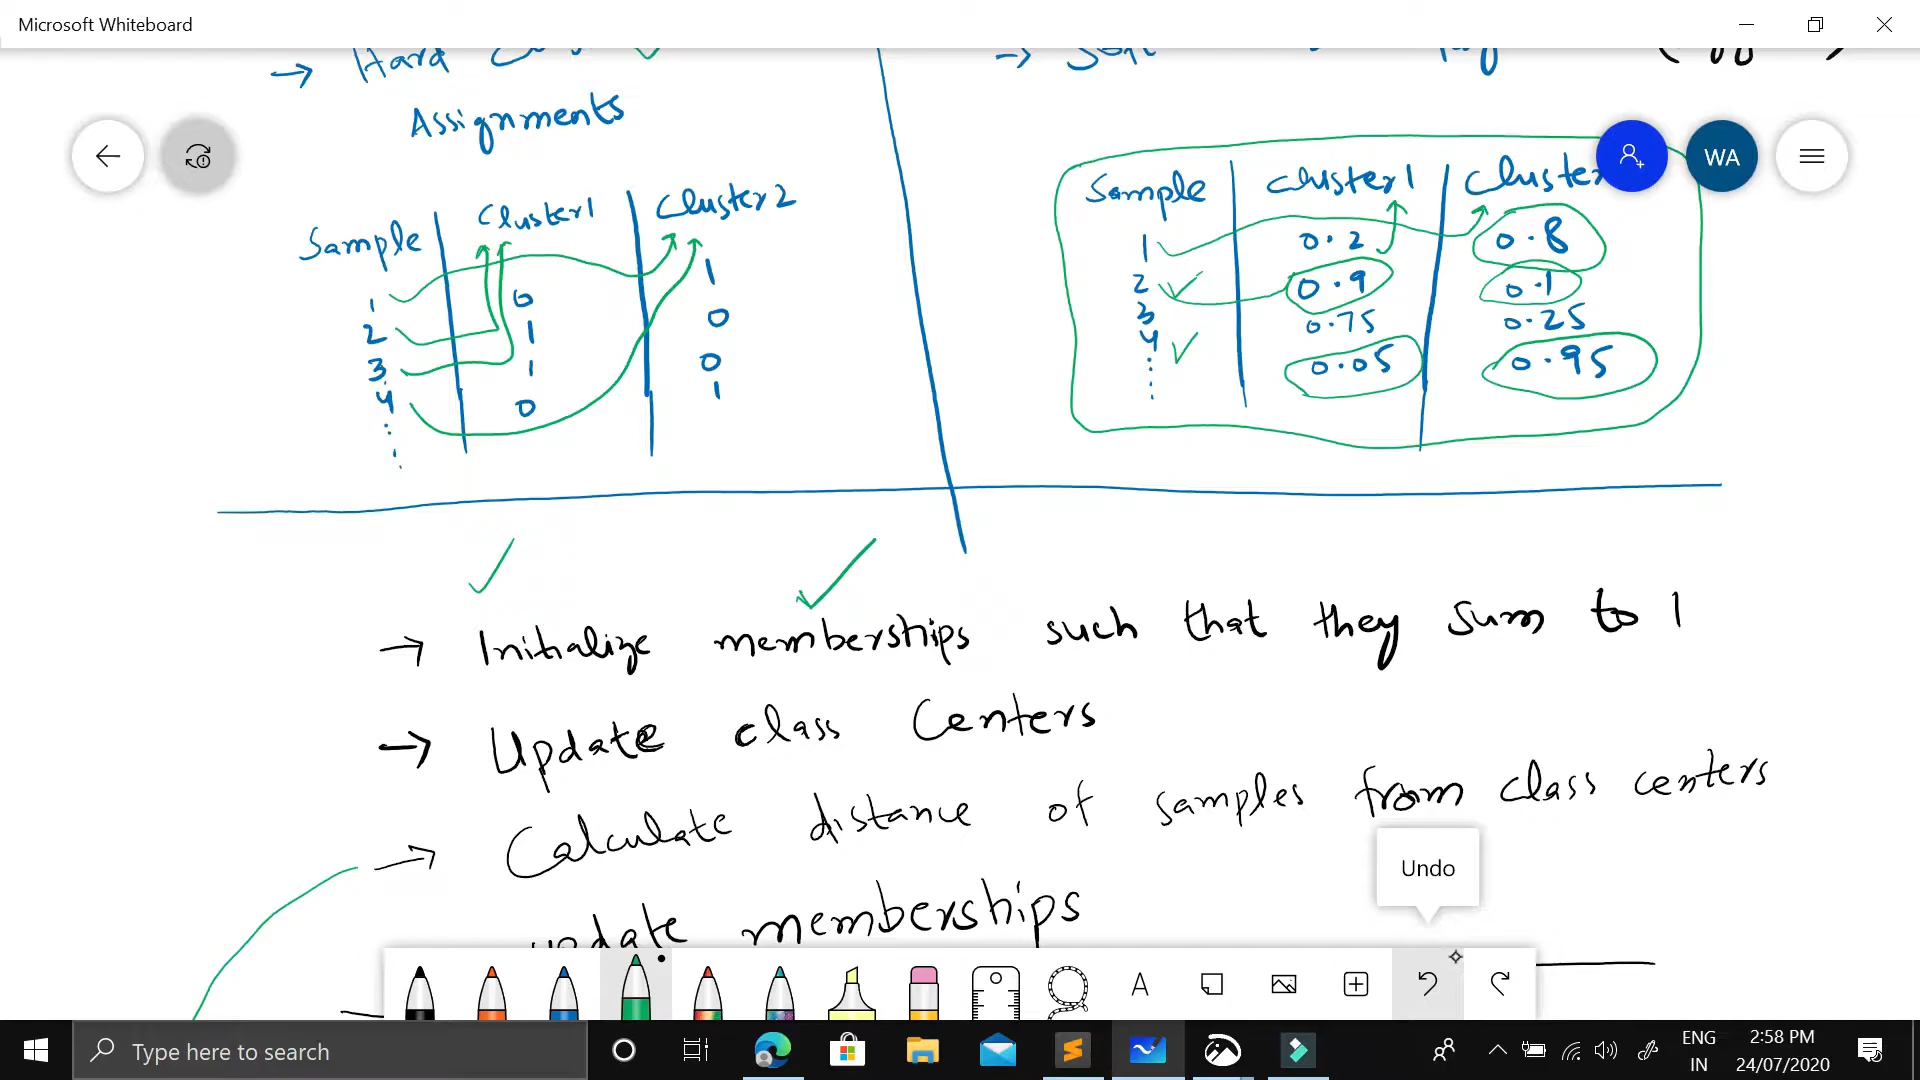 Microsoft Whiteboard
→ Hard
Assignments
Sample Cluster1 Cluster2
1 0 1
2 1 0
3 1 0
4 0 1
→
WA
Sample Cluster1 Cluster
1 0.2 0.8
2 0.9 0.1
3 0.75 0.25
4 0.05 0.95
→ Initialize memberships such that they sum to 1
→ Update class Centers
→ Calculate distance of samples from class centers
update memberships
Undo
A
Type here to search
ENG
IN
2:58 PM
24/07/2020